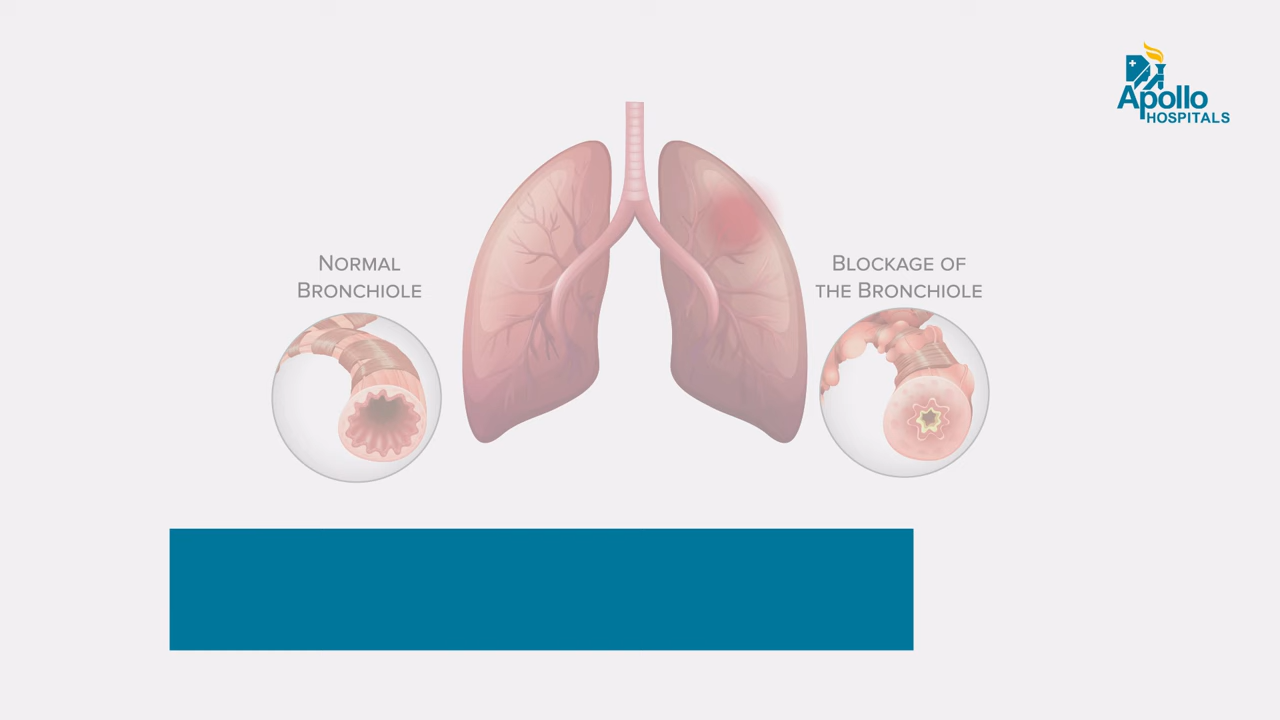 Apollo
HOSPITALS
NORMAL
BRONCHIOLE
BLOCKAGE OF
THE BRONCHIOLE